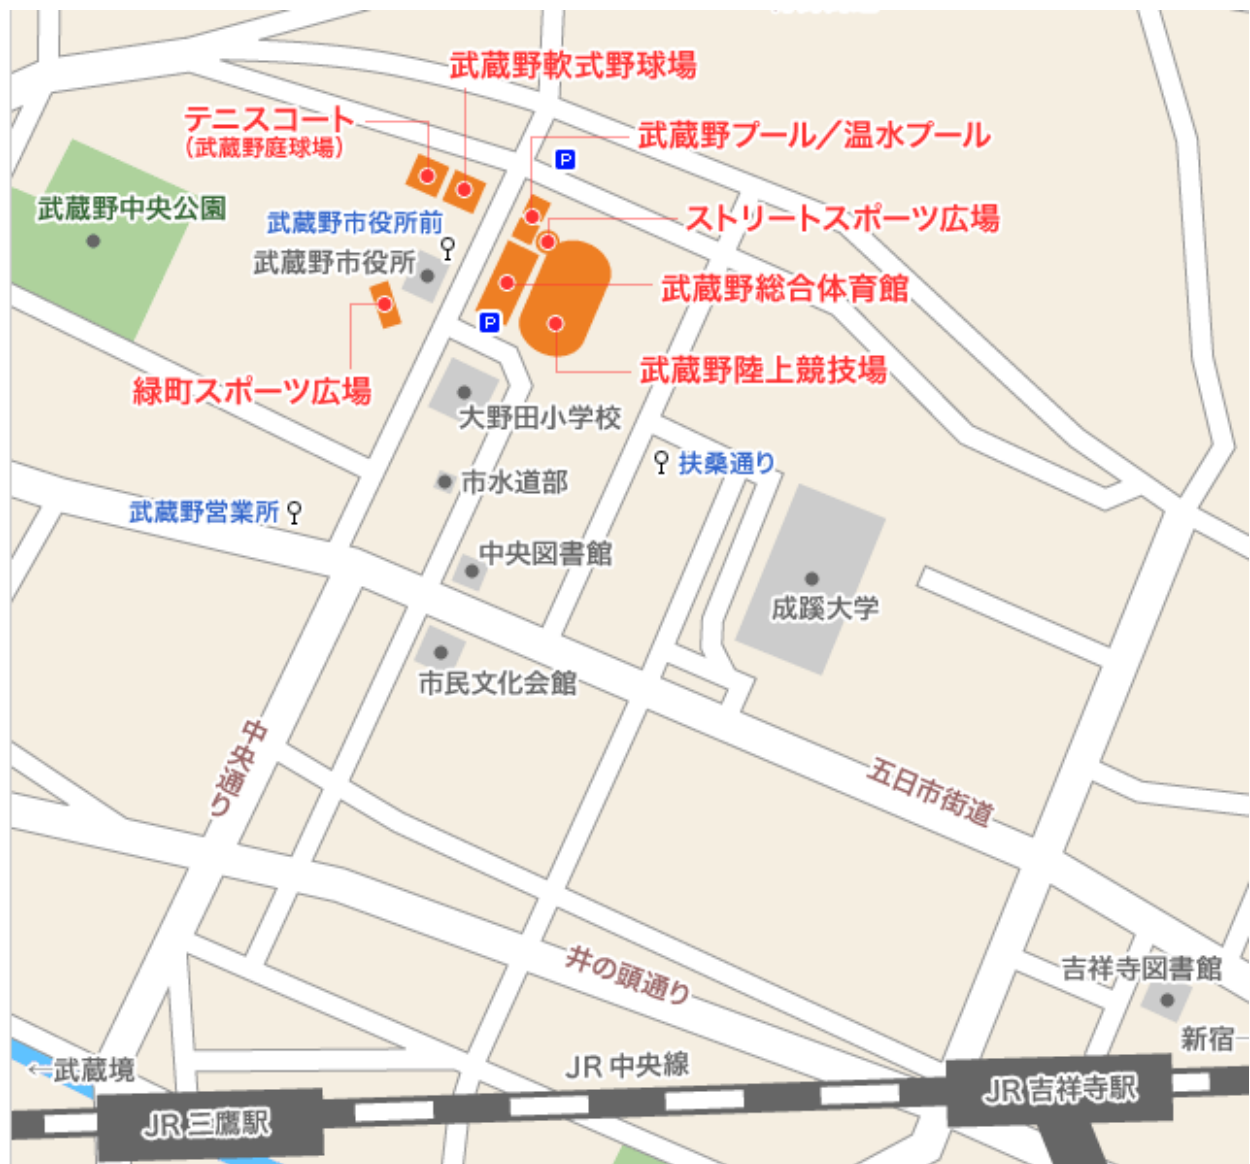 武蔵野軟式野球場
テニスコート
（武蔵野庭球場）
武蔵野プール／温水プール
P
武蔵野中央公園
武蔵野市役所前
ストリートスポーツ広場
武蔵野市役所
武蔵野総合体育館
P
緑町スポーツ広場
武蔵野陸上競技場
大野田小学校
扶桑通り
市水道部
武蔵野営業所
中央図書館
成蹊大学
市民文化会館
中央通り
五日市街道
井の頭通り
吉祥寺図書館
新宿→
←武蔵境
JR 中央線
JR 吉祥寺駅
JR 三鷹駅